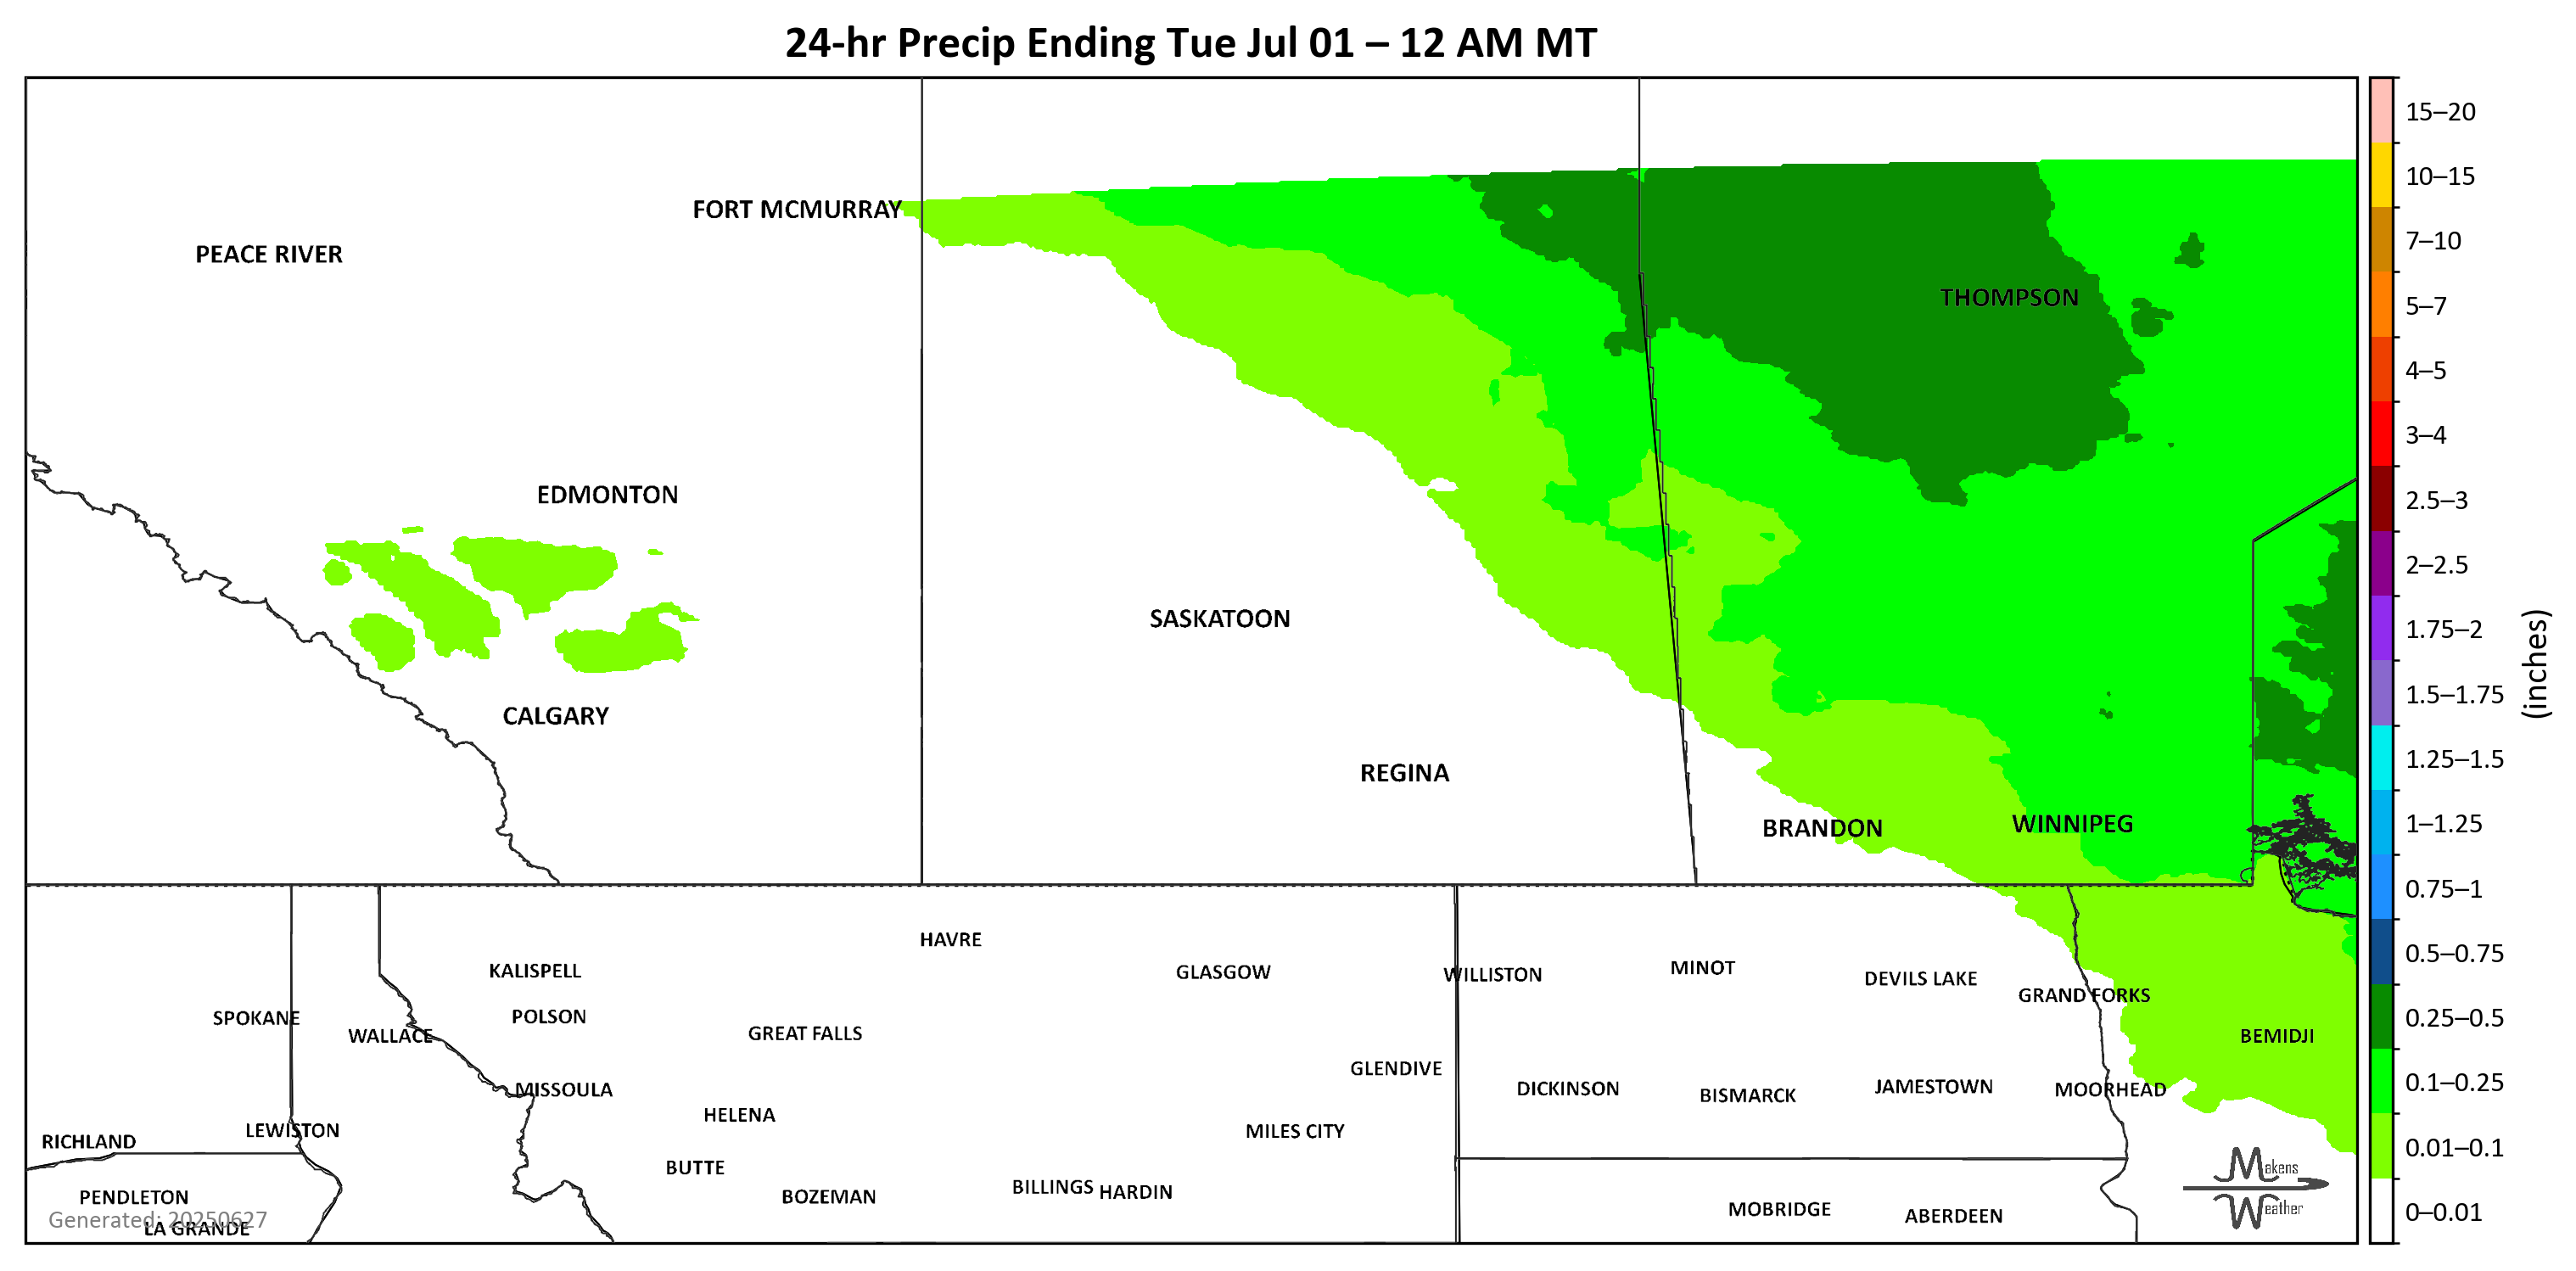 24-hr Precip Ending Tue Jul 01 – 12 AM MT
FORT MCMURRAY
PEACE RIVER
THOMPSON
EDMONTON
SASKATOON
CALGARY
REGINA
BRANDON
WINNIPEG
HAVRE
KALISPELL
GLASGOW
WILLISTON
MINOT
DEVILS LAKE
GRAND FORKS
SPOKANE
POLSON
WALLACE
GREAT FALLS
BEMIDJI
GLENDIVE
MISSOULA
DICKINSON
BISMARCK
JAMESTOWN
MOORHEAD
HELENA
LEWISTON
MILES CITY
RICHLAND
BUTTE
BILLINGS
HARDIN
PENDLETON
BOZEMAN
MOBRIDGE
ABERDEEN
Generated: 20250627
LA GRANDE
Makens
Weather
15–20
10–15
7–10
5–7
4–5
3–4
2.5–3
2–2.5
1.75–2
1.5–1.75
1.25–1.5
1–1.25
0.75–1
0.5–0.75
0.25–0.5
0.1–0.25
0.01–0.1
0–0.01
(inches)